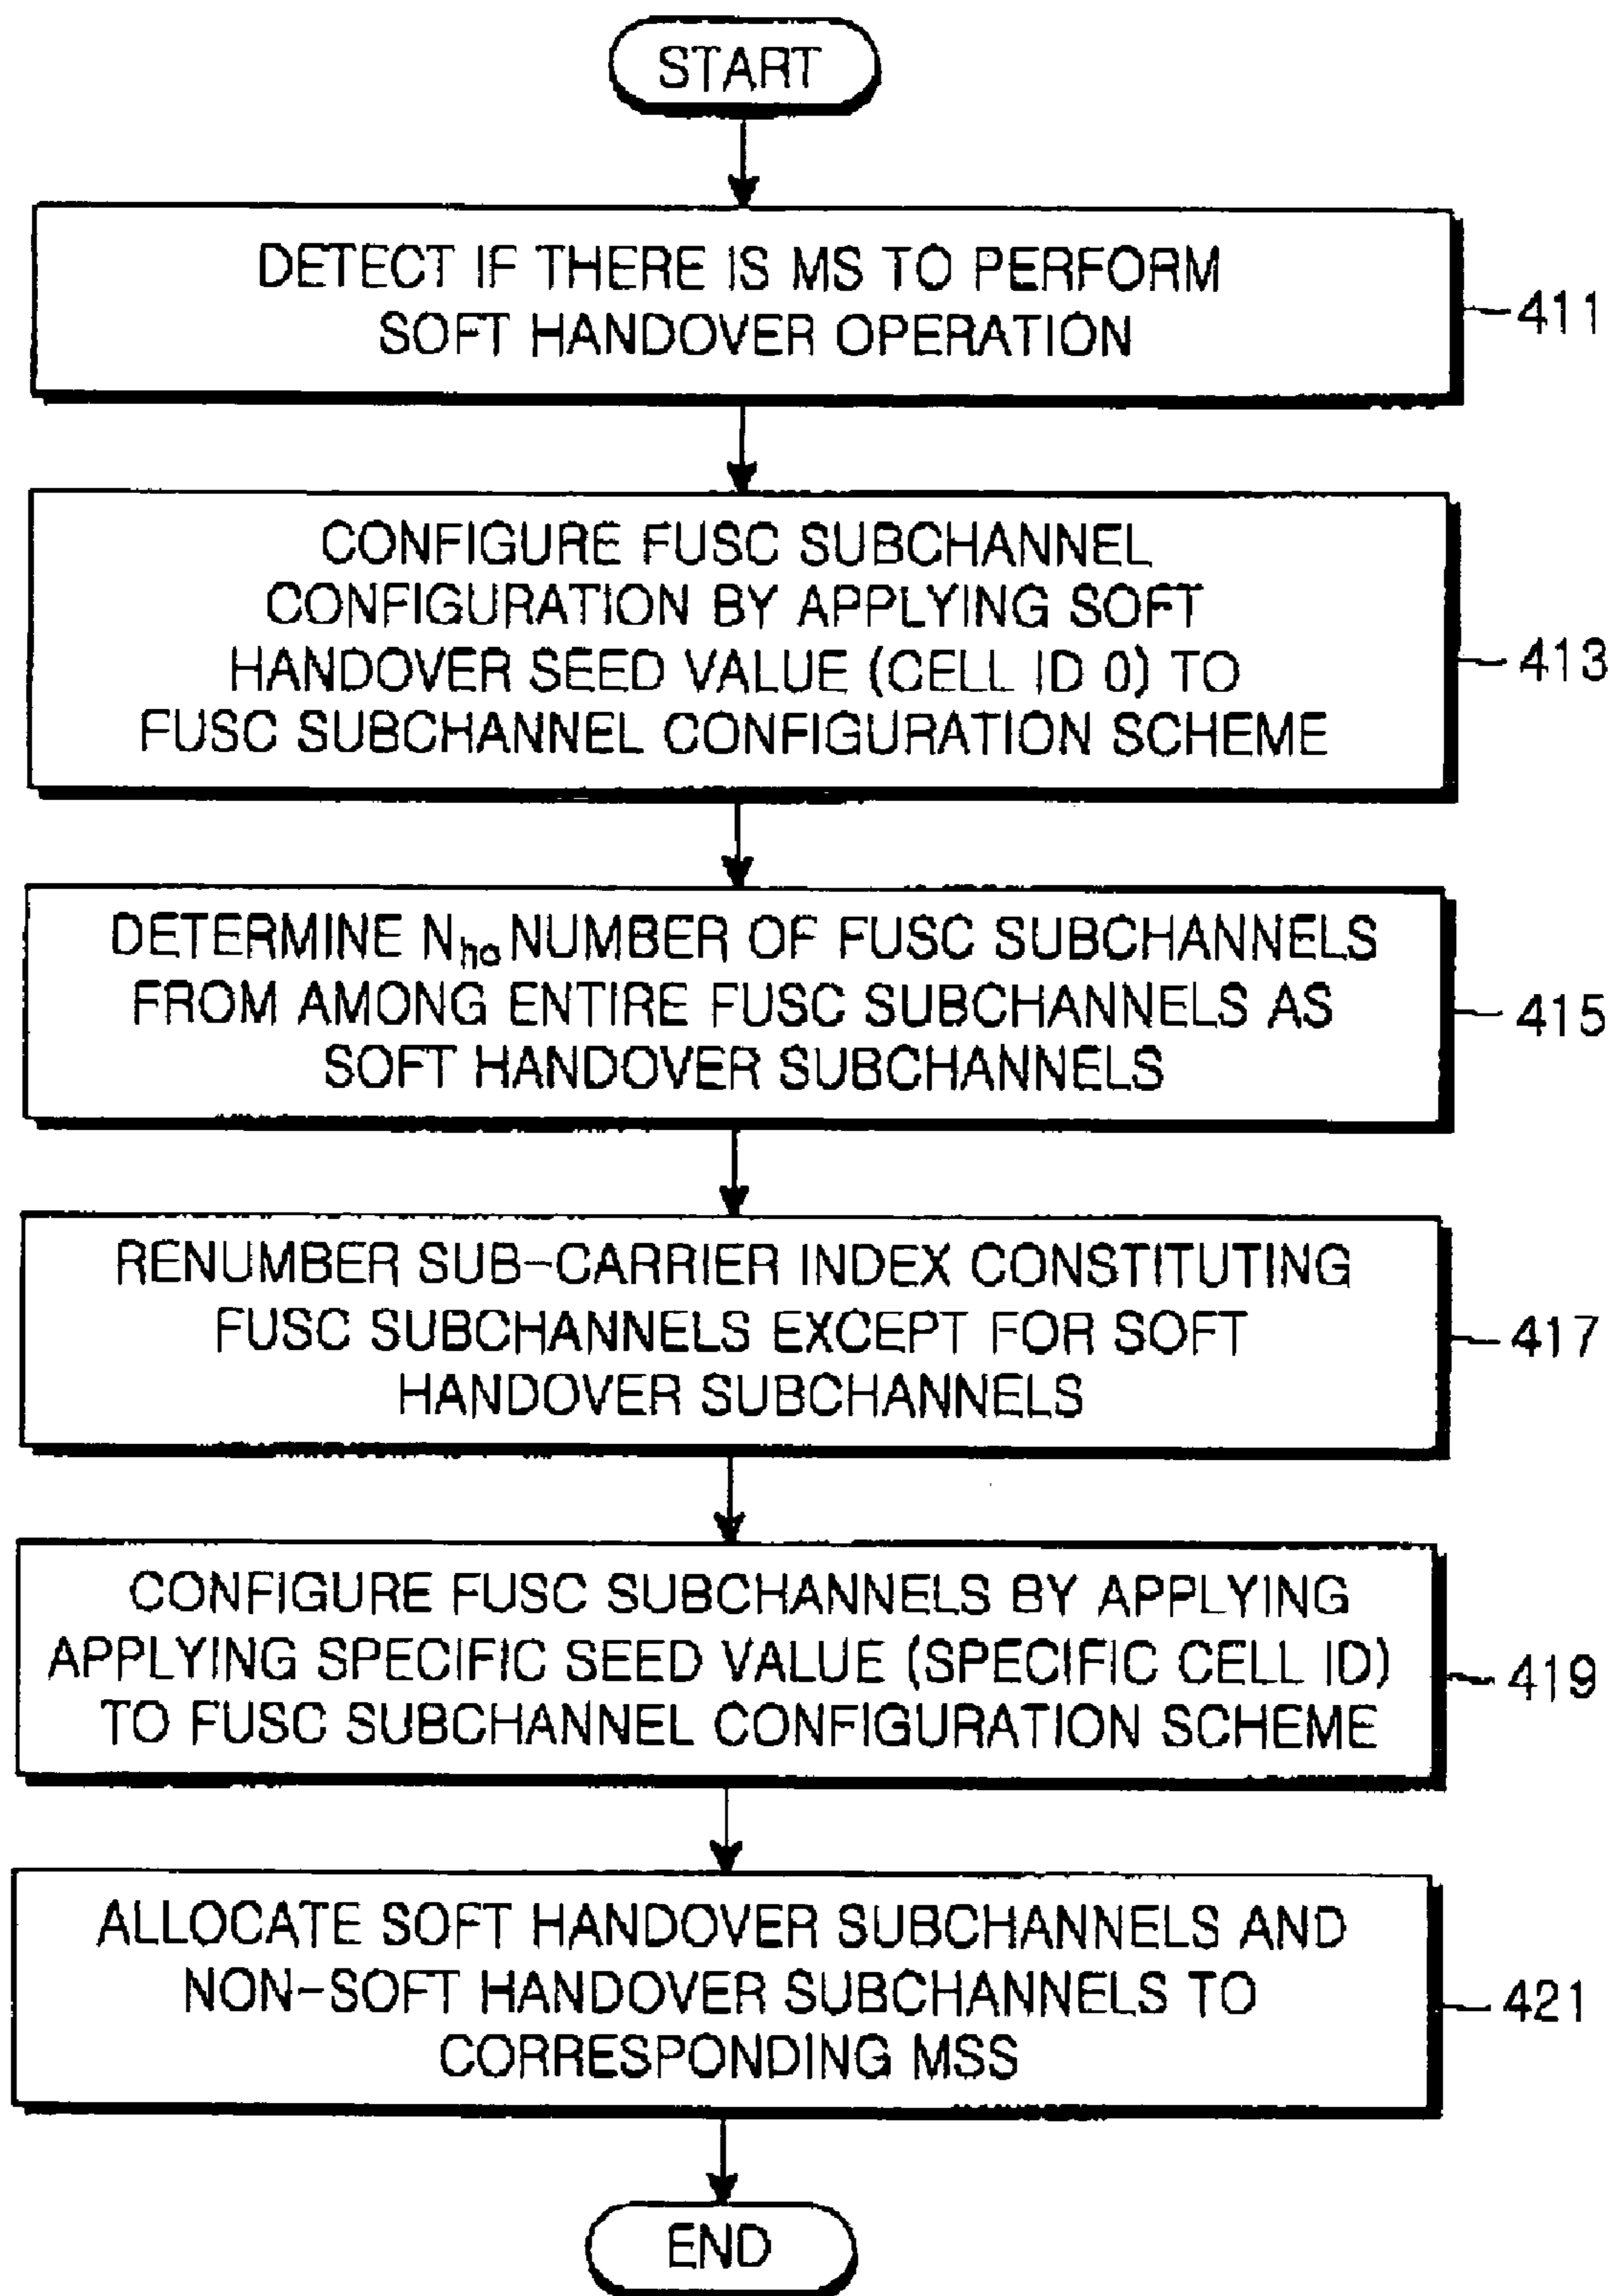 START
DETECT IF THERE IS MS TO PERFORM
SOFT HANDOVER OPERATION
411
CONFIGURE FUSC SUBCHANNEL
CONFIGURATION BY APPLYING SOFT
HANDOVER SEED VALUE (CELL ID 0) TO
FUSC SUBCHANNEL CONFIGURATION SCHEME
413
DETERMINE Nho NUMBER OF FUSC SUBCHANNELS
FROM AMONG ENTIRE FUSC SUBCHANNELS AS
SOFT HANDOVER SUBCHANNELS
415
RENUMBER SUB-CARRIER INDEX CONSTITUTING
FUSC SUBCHANNELS EXCEPT FOR SOFT
HANDOVER SUBCHANNELS
417
CONFIGURE FUSC SUBCHANNELS BY APPLYING
APPLYING SPECIFIC SEED VALUE (SPECIFIC CELL ID)
TO FUSC SUBCHANNEL CONFIGURATION SCHEME
419
ALLOCATE SOFT HANDOVER SUBCHANNELS AND
NON-SOFT HANDOVER SUBCHANNELS TO
CORRESPONDING MSS
421
END